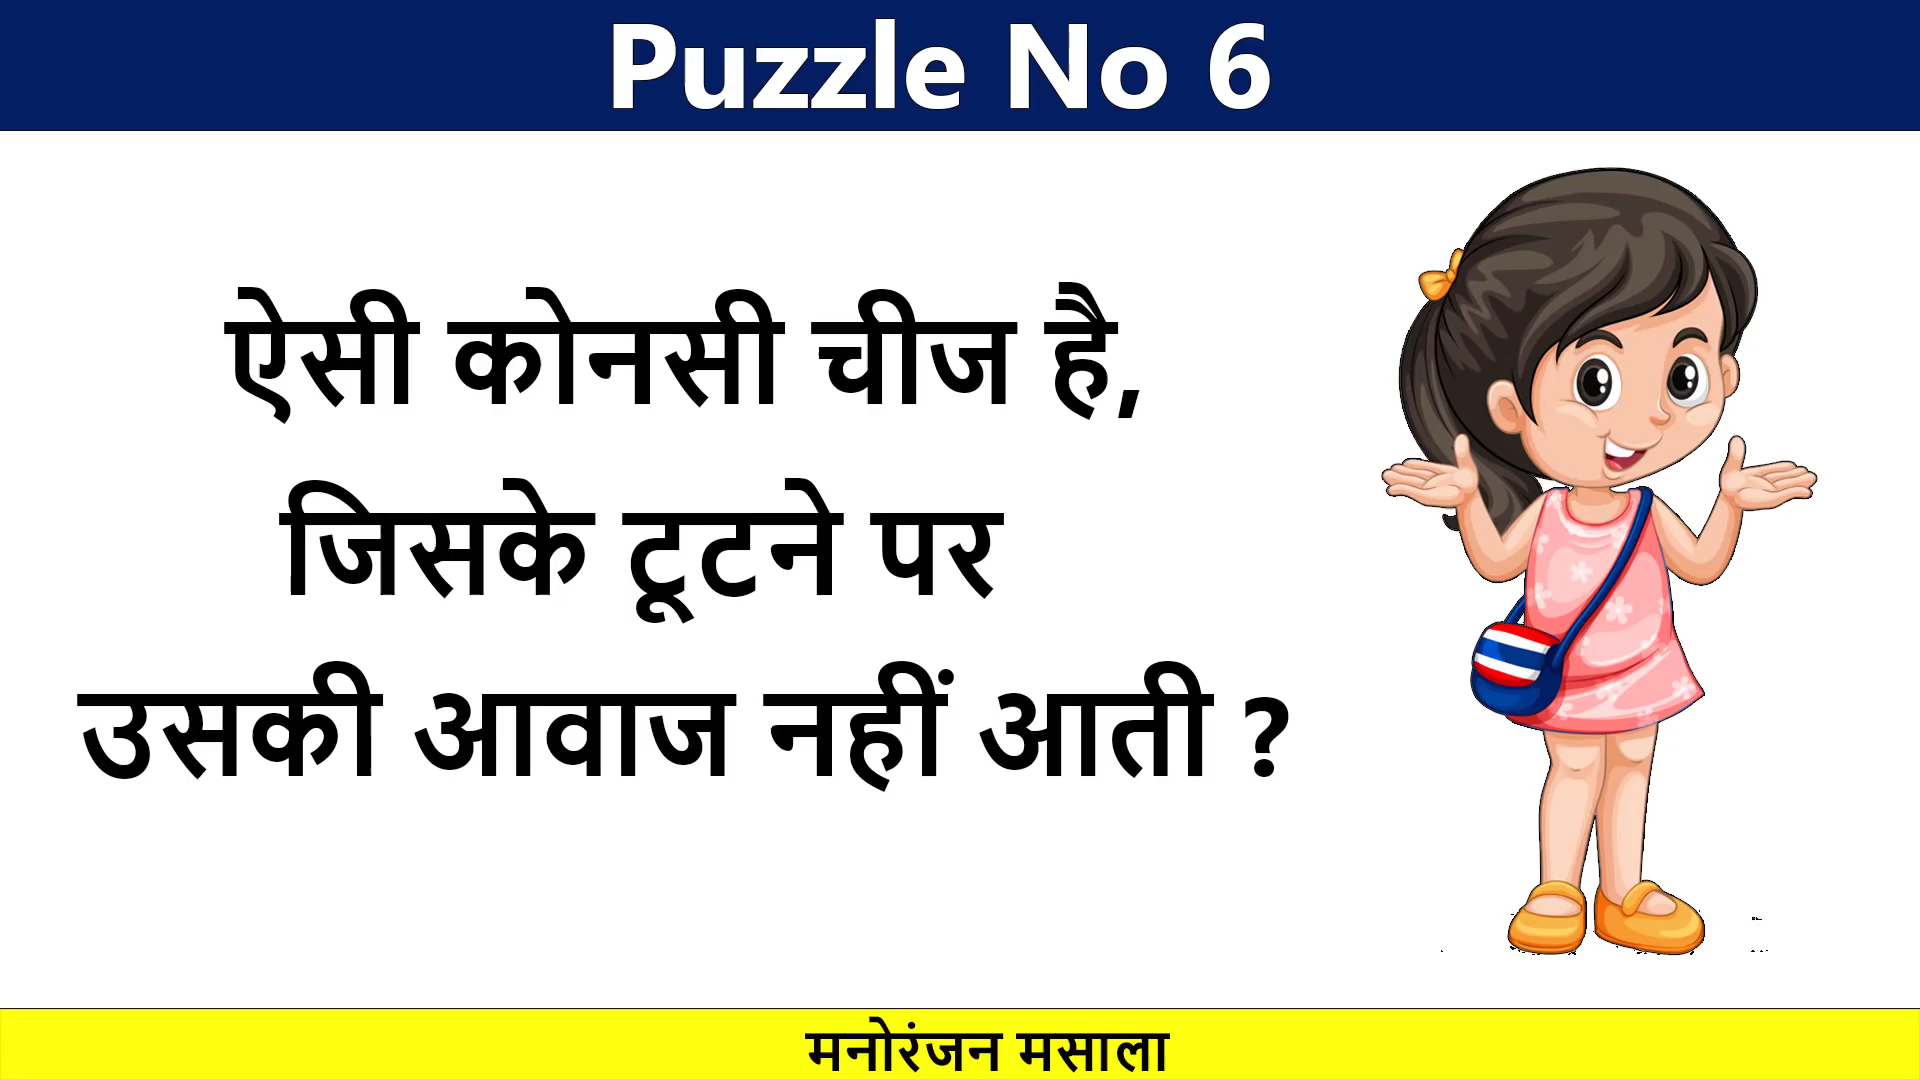 Puzzle No 6
ऐसी कोनसी चीज है,
जिसके टूटने पर
उसकी आवाज नहीं आती ?
मनोरंजन मसाला